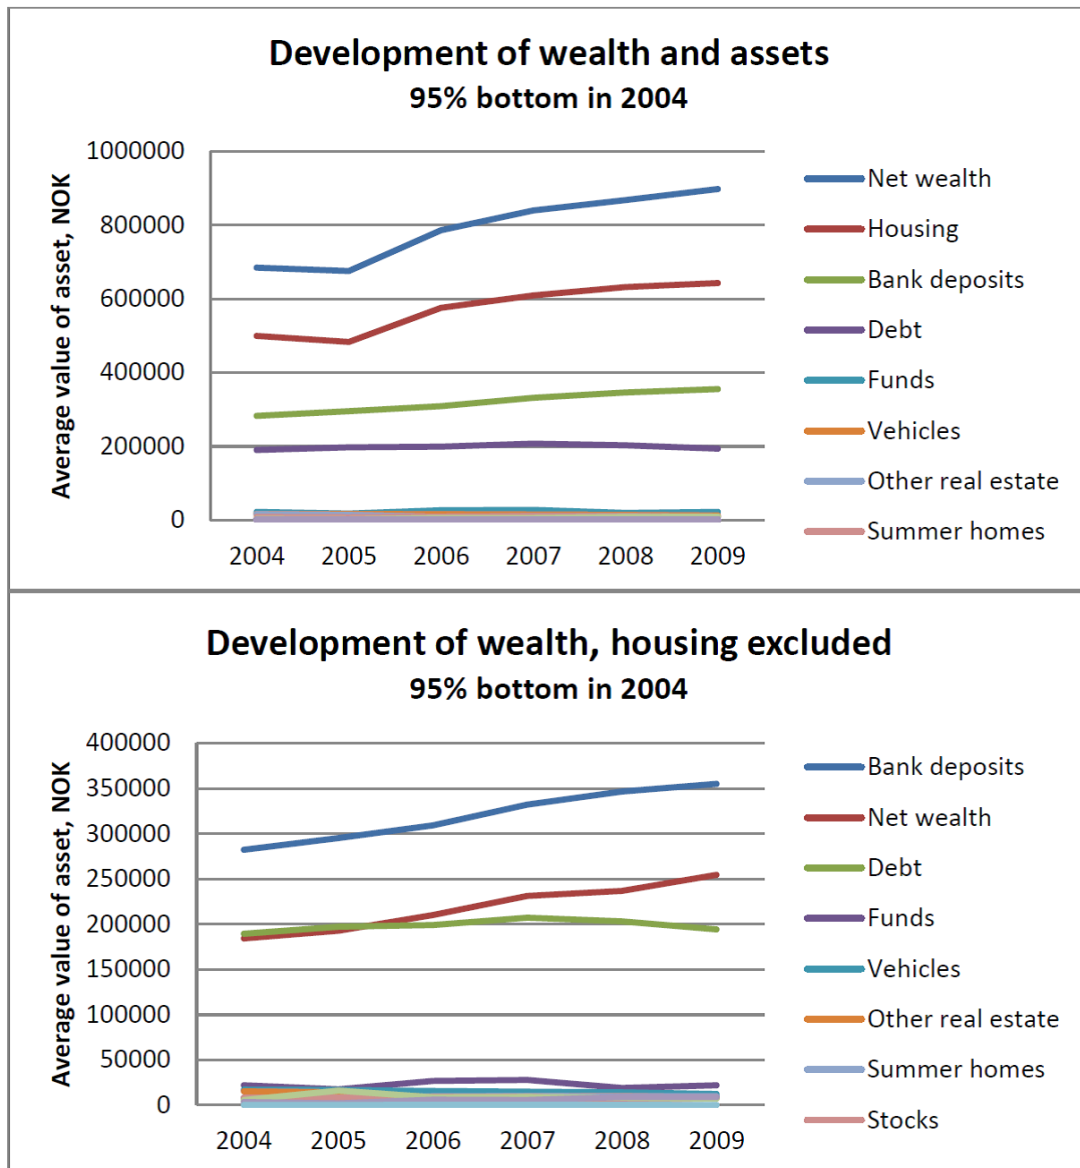 Development of wealth and assets
95% bottom in 2004
Average value of asset, NOK
1000000
800000
600000
400000
200000
0
2004 2005 2006 2007 2008 2009
Net wealth
Housing
Bank deposits
Debt
Funds
Vehicles
Other real estate
Summer homes
Development of wealth, housing excluded
95% bottom in 2004
Average value of asset, NOK
400000
350000
300000
250000
200000
150000
100000
50000
0
2004 2005 2006 2007 2008 2009
Bank deposits
Net wealth
Debt
Funds
Vehicles
Other real estate
Summer homes
Stocks